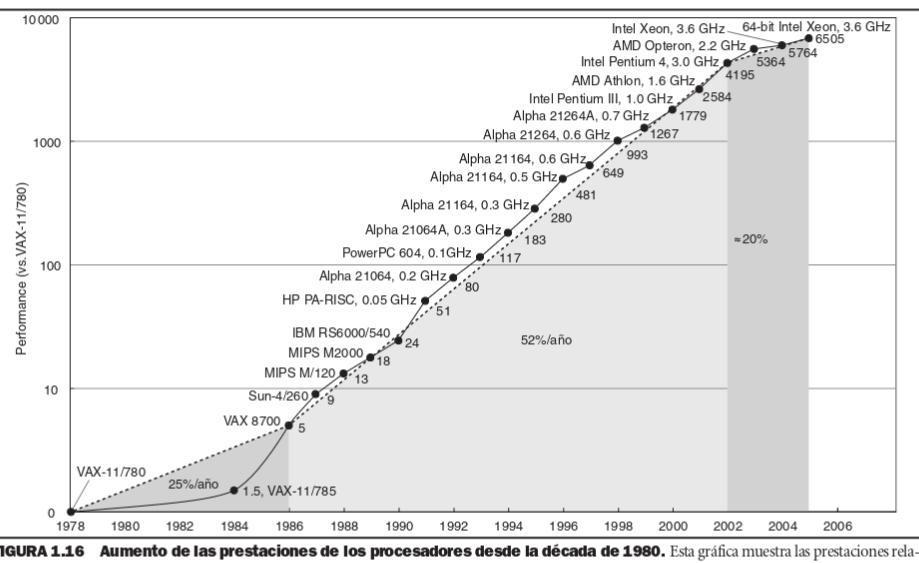 10 000
1000
100
10
0
Performance (vs. VAX-11/780)
Intel Xeon, 3.6 GHz
64-bit Intel Xeon, 3.6 GHz
6505
AMD Opteron, 2.2 GHz
5764
Intel Pentium 4, 3.0 GHz
5364
4195
AMD Athlon, 1.6 GHz
2584
Intel Pentium III, 1.0 GHz
1779
Alpha 21264A, 0.7 GHz
1267
Alpha 21264, 0.6 GHz
993
Alpha 21164, 0.6 GHz
649
Alpha 21164, 0.5 GHz
481
Alpha 21164, 0.3 GHz
280
Alpha 21064A, 0.3 GHz
183
PowerPC 604, 0.1GHz
117
Alpha 21064, 0.2 GHz
80
HP PA-RISC, 0.05 GHz
51
IBM RS6000/540
24
MIPS M2000
18
MIPS M/120
13
Sun-4/260
9
VAX 8700
5
VAX-11/780
25%/año
1.5, VAX-11/785
52%/año
≈20%
1978 1980 1982 1984 1986 1988 1990 1992 1994 1996 1998 2000 2002 2004 2006
IGURA 1.16 Aumento de las prestaciones de los procesadores desde la década de 1980. Esta gráfica muestra las prestaciones rela-